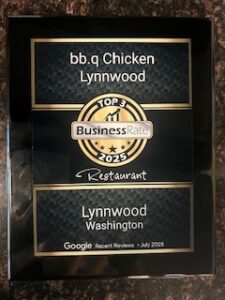 bb.q Chicken
Lynnwood
TOP 3
BusinessRate
2025
Restaurant
Lynnwood
Washington
Google Recent Reviews • July 2025